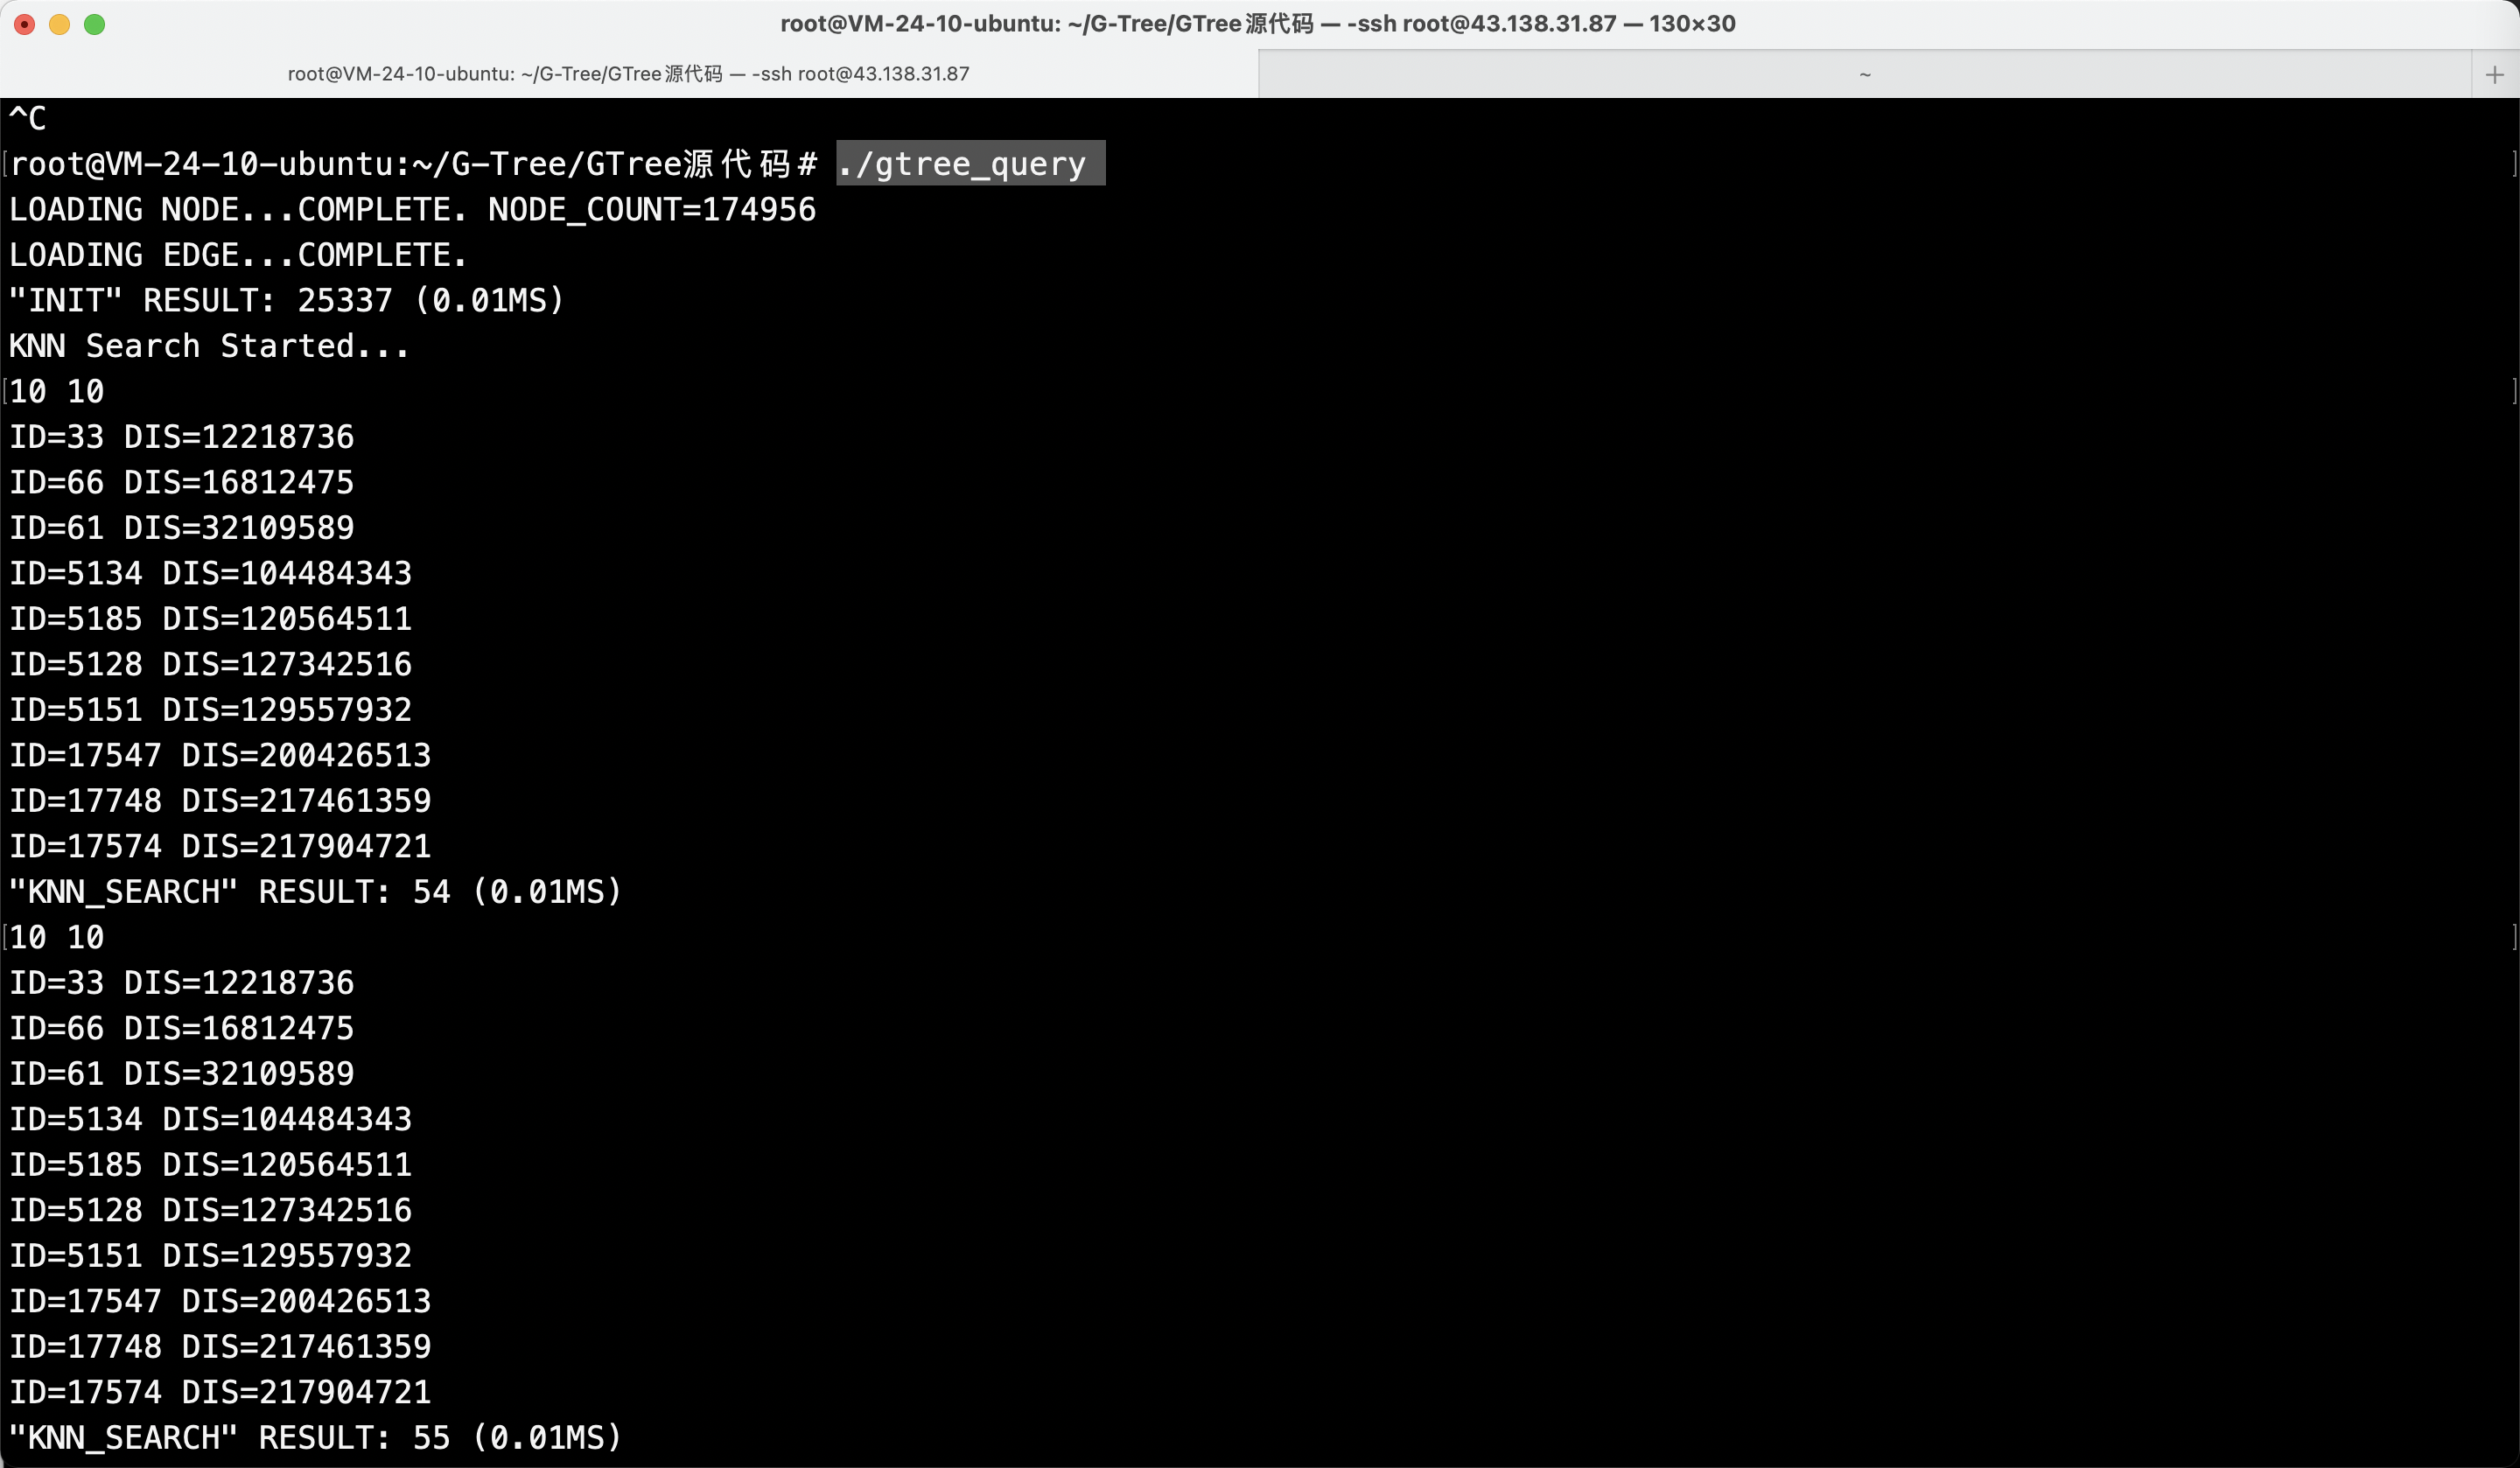 root@VM-24-10-ubuntu: ~/G-Tree/GTree源代码 — -ssh root@43.138.31.87 — 130×30
root@VM-24-10-ubuntu: ~/G-Tree/GTree源代码 — -ssh root@43.138.31.87
~
+
^C
[root@VM-24-10-ubuntu:~/G-Tree/GTree源代码# ./gtree_query ]
LOADING NODE...COMPLETE. NODE_COUNT=174956
LOADING EDGE...COMPLETE.
"INIT" RESULT: 25337 (0.01MS)
KNN Search Started...
[10 10 ]
ID=33 DIS=12218736
ID=66 DIS=16812475
ID=61 DIS=32109589
ID=5134 DIS=104484343
ID=5185 DIS=120564511
ID=5128 DIS=127342516
ID=5151 DIS=129557932
ID=17547 DIS=200426513
ID=17748 DIS=217461359
ID=17574 DIS=217904721
"KNN_SEARCH" RESULT: 54 (0.01MS)
[10 10 ]
ID=33 DIS=12218736
ID=66 DIS=16812475
ID=61 DIS=32109589
ID=5134 DIS=104484343
ID=5185 DIS=120564511
ID=5128 DIS=127342516
ID=5151 DIS=129557932
ID=17547 DIS=200426513
ID=17748 DIS=217461359
ID=17574 DIS=217904721
"KNN_SEARCH" RESULT: 55 (0.01MS)